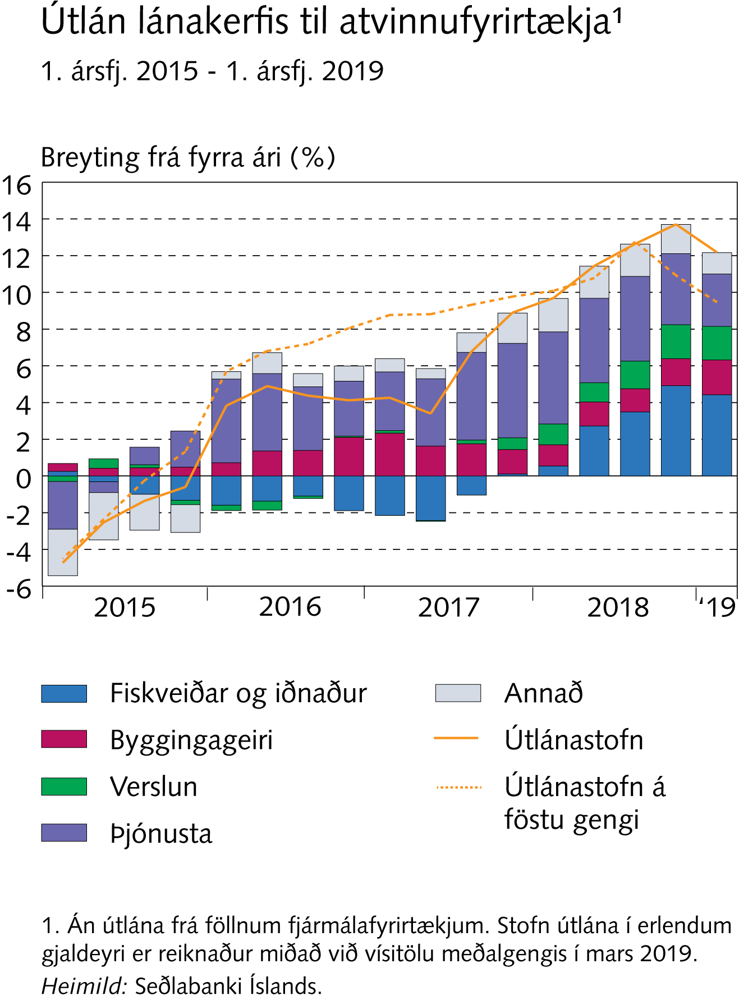 Útlán lánakerfis til atvinnufyrirtækja¹
1. ársfj. 2015 - 1. ársfj. 2019
Breyting frá fyrra ári (%)
16
14
12
10
8
6
4
2
0
-2
-4
-6
2015 2016 2017 2018 ‘19
Fiskveiðar og iðnaður
Byggingageiri
Verslun
Þjónusta
Annað
Útlánastofn
Útlánastofn á
föstu gengi
1. Án útlána frá föllnum fjármálafyrirtækjum. Stofn útlána í erlendum
gjaldeyri er reiknaður miðað við vísitölu meðalgengis í mars 2019.
Heimild: Seðlabanki Íslands.